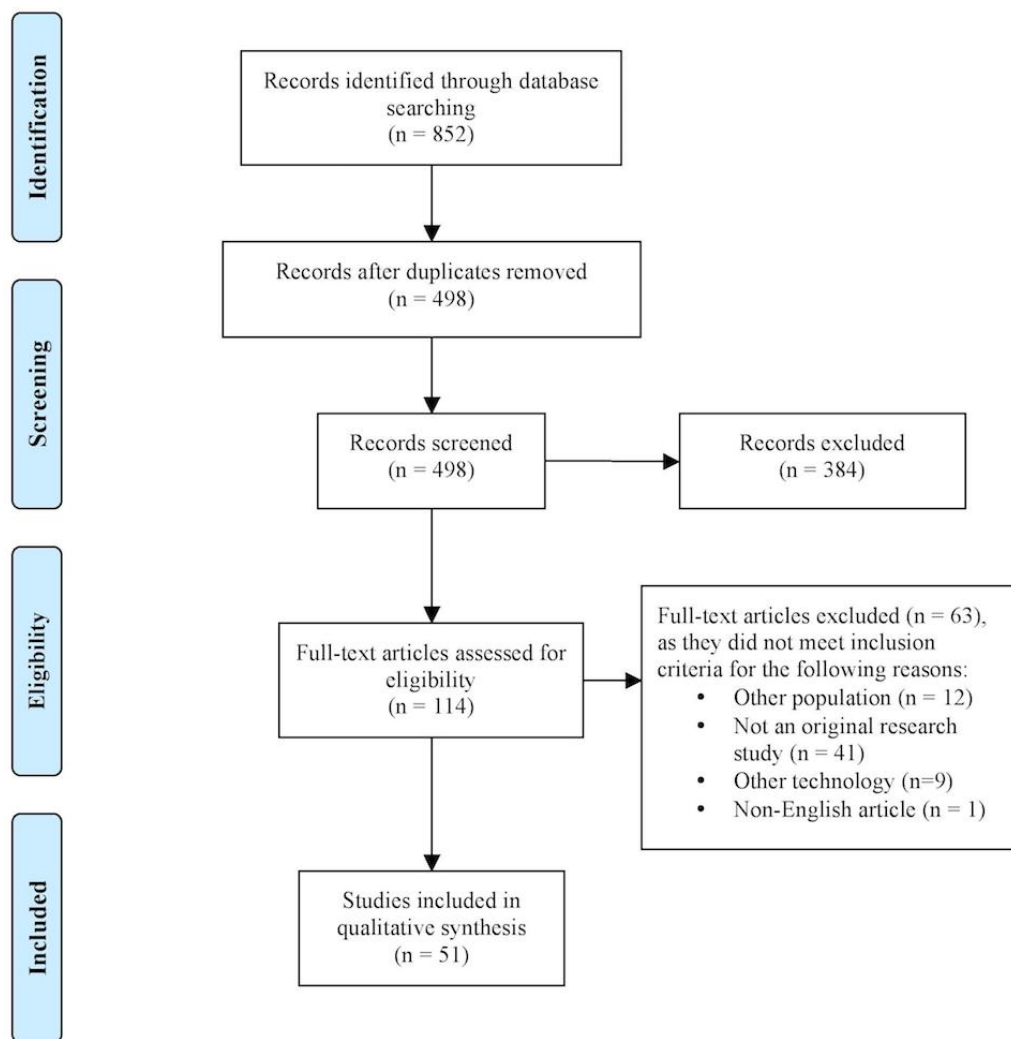 Identification
Records identified through database
searching
(n = 852)
Records after duplicates removed
(n = 498)
Screening
Records screened
(n = 498)
Records excluded
(n = 384)
Eligibility
Full-text articles assessed for
eligibility
(n = 114)
Full-text articles excluded (n = 63),
as they did not meet inclusion
criteria for the following reasons:
• Other population (n = 12)
• Not an original research
study (n = 41)
• Other technology (n=9)
• Non-English article (n = 1)
Included
Studies included in
qualitative synthesis
(n = 51)